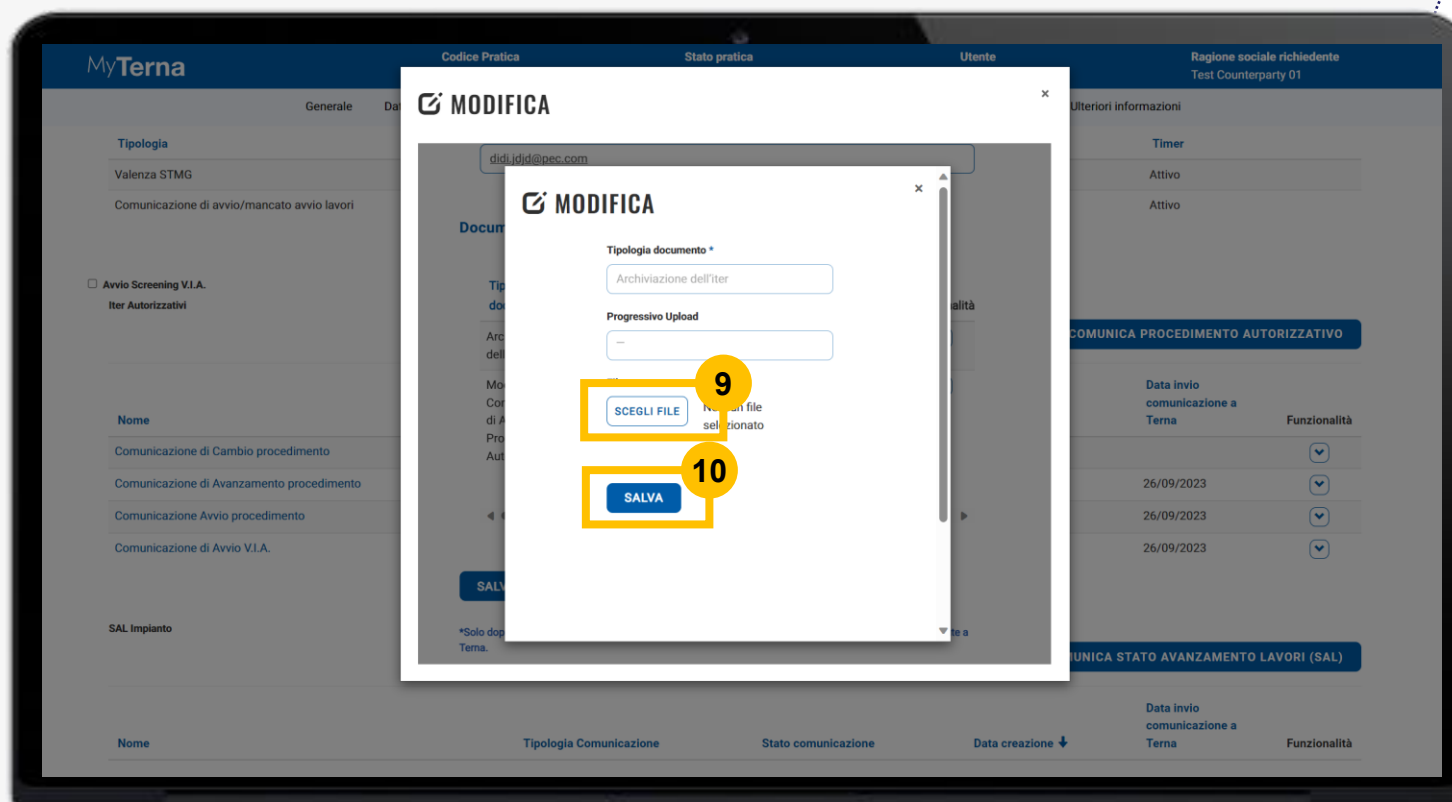 MyTerna
Codice Pratica
Stato pratica
Utente
Ragione sociale richiedente
Test Counterparty 01
Generale
Ulteriori informazioni
MODIFICA
×
Tipologia
Timer
Valenza STMG
Attivo
Comunicazione di avvio/mancato avvio lavori
Attivo
didi.jdjd@pec.com
MODIFICA
×
Tipologia documento *
Archiviazione dell'iter
Progressivo Upload
—
9
SCEGLI FILE
file
selezionato
10
SALVA
Avvio Screening V.I.A.
Iter Autorizzativi
COMUNICA PROCEDIMENTO AUTORIZZATIVO
Data invio
comunicazione a
Nome
Terna
Funzionalità
Comunicazione di Cambio procedimento
Comunicazione di Avanzamento procedimento
26/09/2023
Comunicazione Avvio procedimento
26/09/2023
Comunicazione di Avvio V.I.A.
26/09/2023
SAL Impianto
*Solo dop
te a
Terna.
STATO AVANZAMENTO LAVORI (SAL)
Data invio
comunicazione a
Nome
Tipologia Comunicazione
Stato comunicazione
Data creazione
Terna
Funzionalità